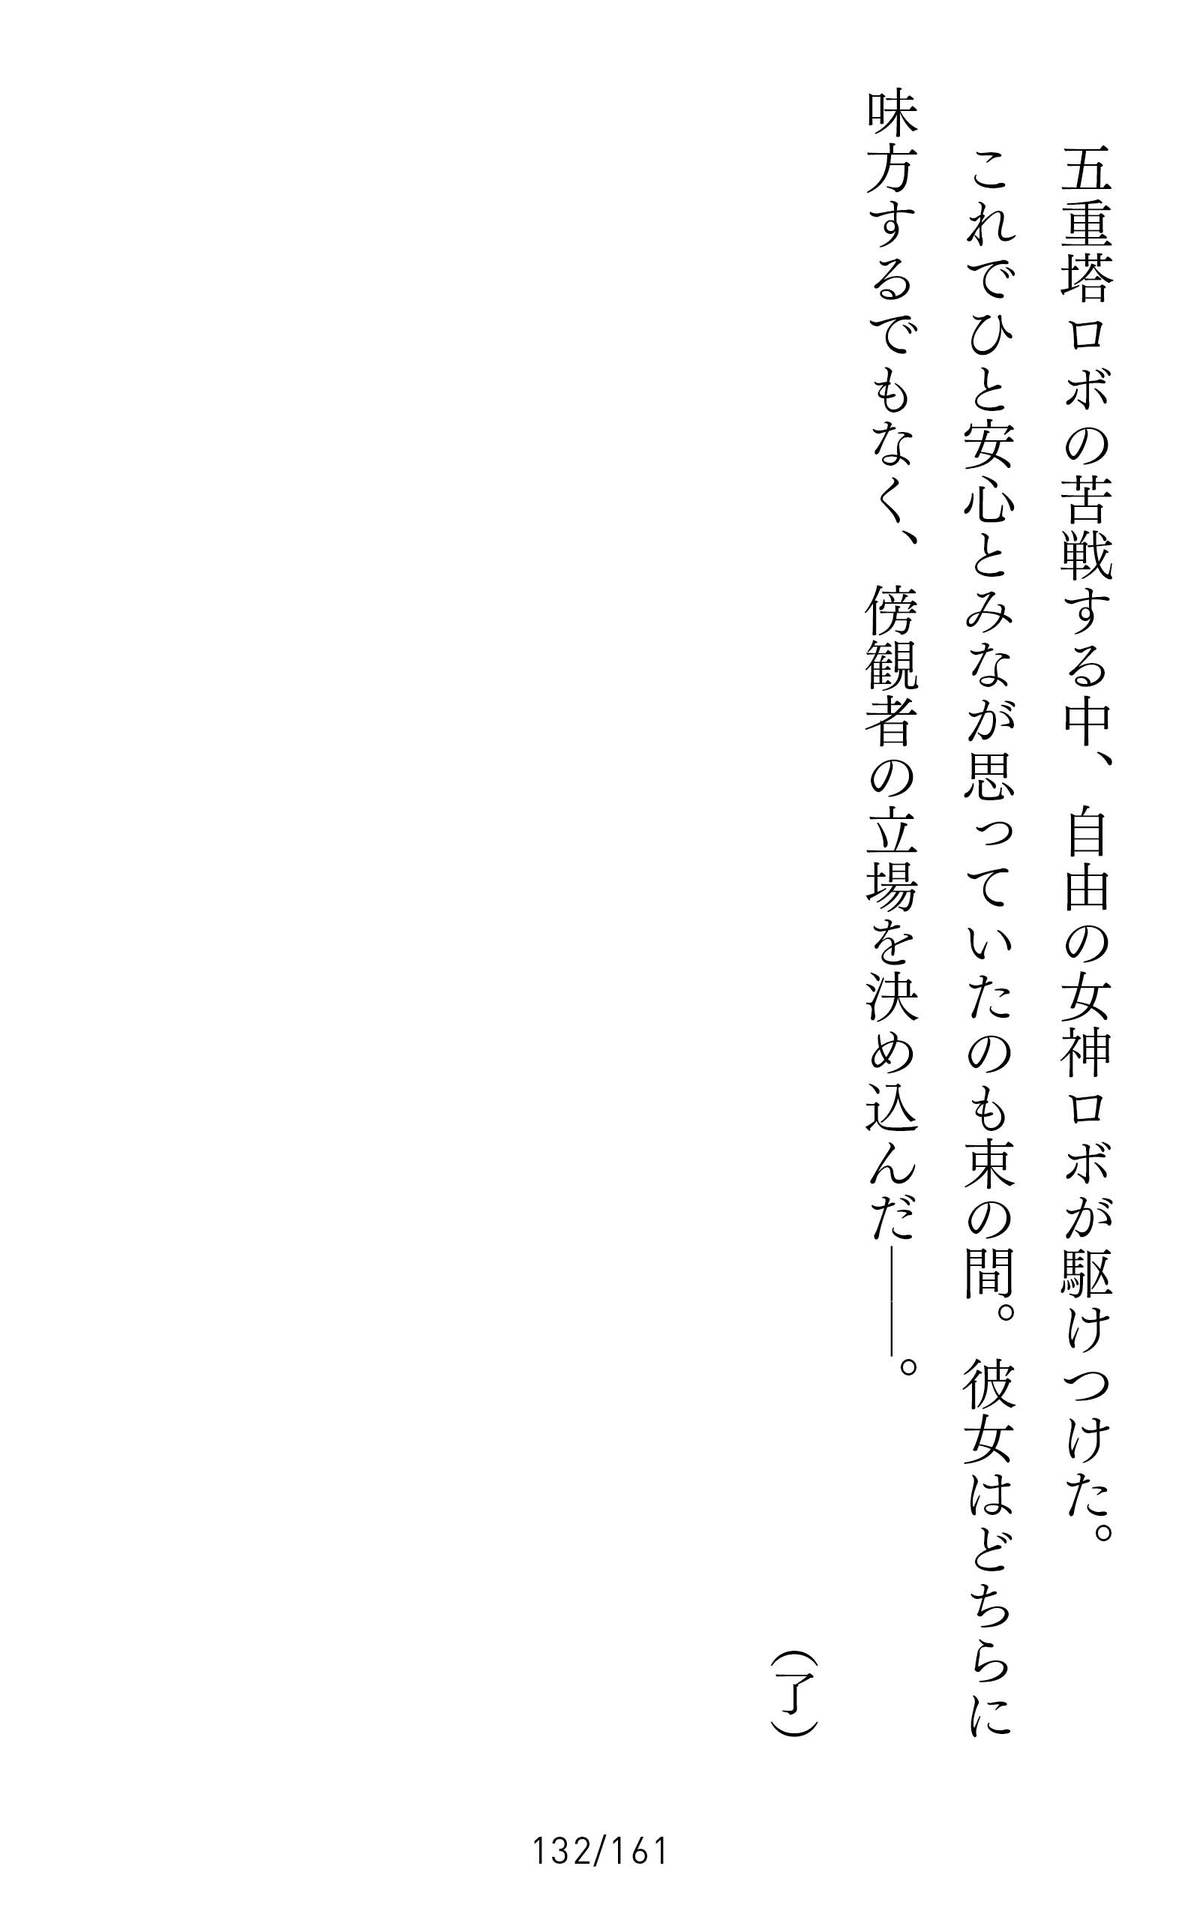 五重塔ロボの苦戦する中、自由の女神ロボが駆けつけた。
これでひと安心とみなが思っていたのも束の間。彼女はどちらに
味方するでもなく、傍観者の立場を決め込んだ――。
（了）
132/161